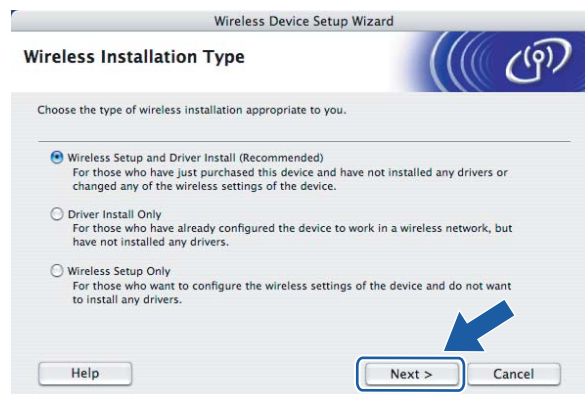 Wireless Device Setup Wizard
Wireless Installation Type
Choose the type of wireless installation appropriate to you.
Wireless Setup and Driver Install (Recommended)
For those who have just purchased this device and have not installed any drivers or
changed any of the wireless settings of the device.
Driver Install Only
For those who have already configured the device to work in a wireless network, but
have not installed any drivers.
Wireless Setup Only
For those who want to configure the wireless settings of the device and do not want
to install any drivers.
Help
Next >
Cancel